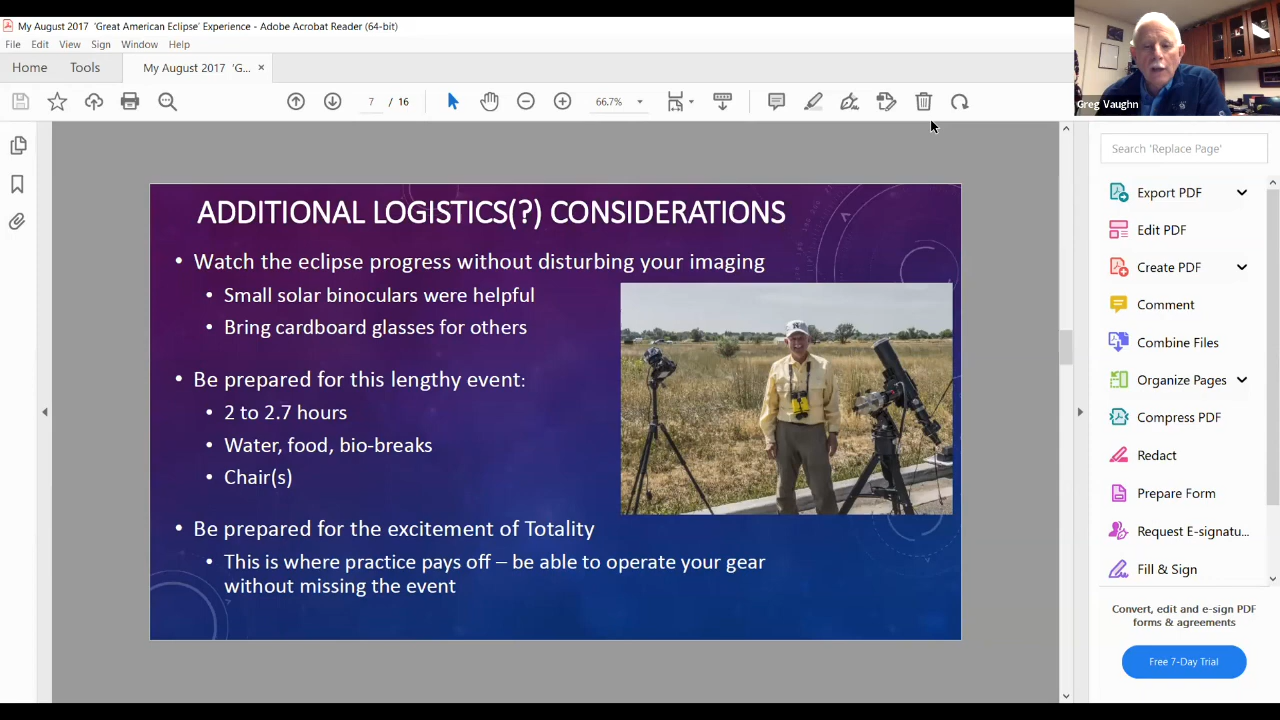 My August 2017 'Great American Eclipse' Experience - Adobe Acrobat Reader (64-bit)
File Edit View Sign Window Help
Home Tools My August 2017 'G... ×
7 / 16 66.7%
Greg Vaughn
Search 'Replace Page'
ADDITIONAL LOGISTICS(?) CONSIDERATIONS
• Watch the eclipse progress without disturbing your imaging
• Small solar binoculars were helpful
• Bring cardboard glasses for others
• Be prepared for this lengthy event:
• 2 to 2.7 hours
• Water, food, bio-breaks
• Chair(s)
• Be prepared for the excitement of Totality
• This is where practice pays off – be able to operate your gear
without missing the event
Export PDF
Edit PDF
Create PDF
Comment
Combine Files
Organize Pages
Compress PDF
Redact
Prepare Form
Request E-signatu...
Fill & Sign
Convert, edit and e-sign PDF
forms & agreements
Free 7-Day Trial